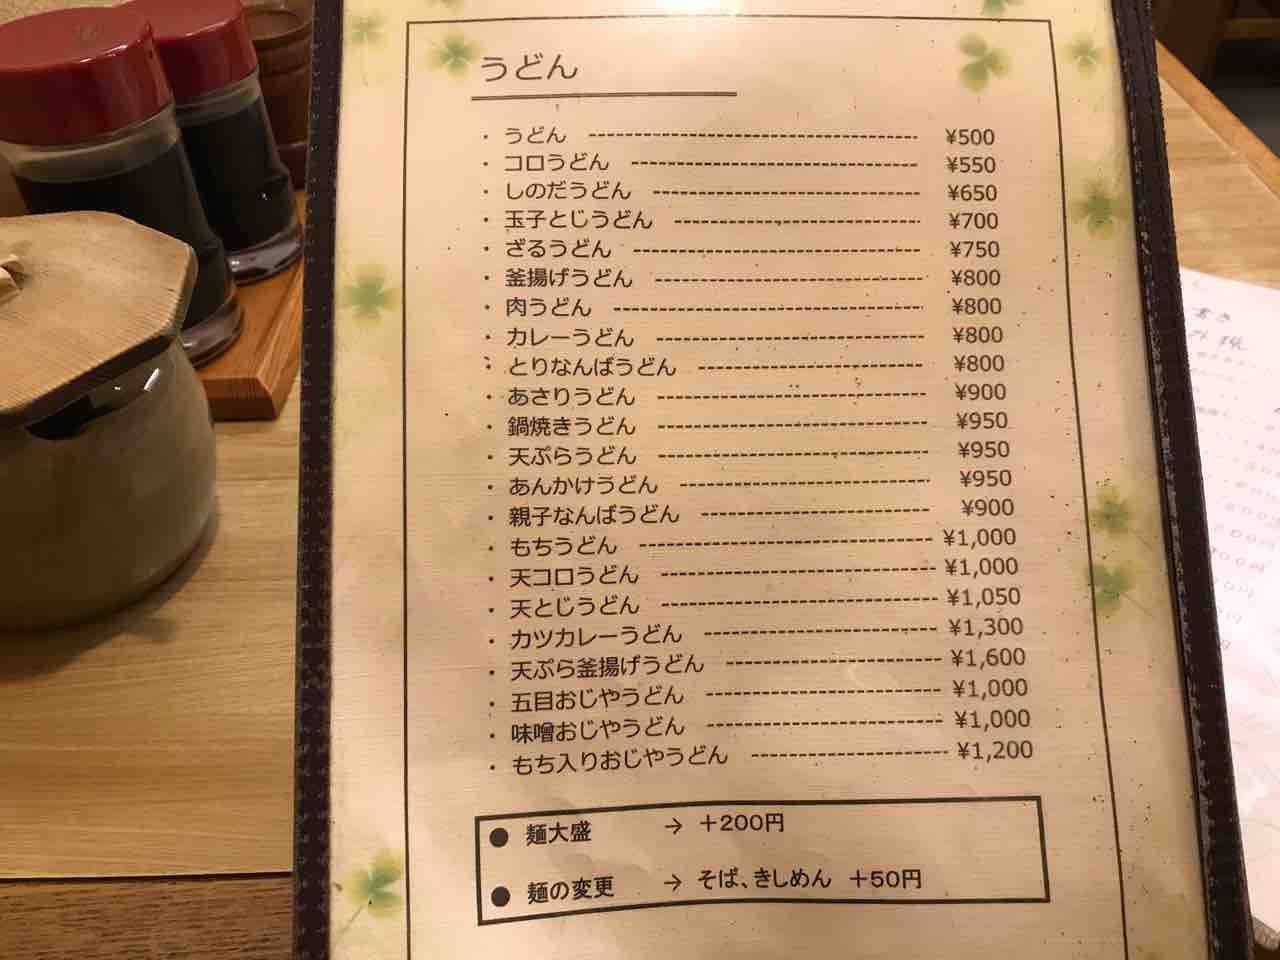 うどん
・ うどん ¥500
・ コロうどん ¥550
・ しのだうどん ¥650
・ 玉子とじうどん ¥700
・ ざるうどん ¥750
・ 釜揚げうどん ¥800
・ 肉うどん ¥800
・ カレーうどん ¥800
・ とりなんばうどん ¥800
・ あさりうどん ¥900
・ 鍋焼きうどん ¥950
・ 天ぷらうどん ¥950
・ あんかけうどん ¥950
・ 親子なんばうどん ¥900
・ もちうどん ¥1,000
・ 天コロうどん ¥1,000
・ 天とじうどん ¥1,050
・ カツカレーうどん ¥1,300
・ 天ぷら釜揚げうどん ¥1,600
・ 五目おじやうどん ¥1,000
・ 味噌おじやうどん ¥1,000
・ もち入りおじやうどん ¥1,200
● 麺大盛 → ＋200円
● 麺の変更 → そば、きしめん ＋50円